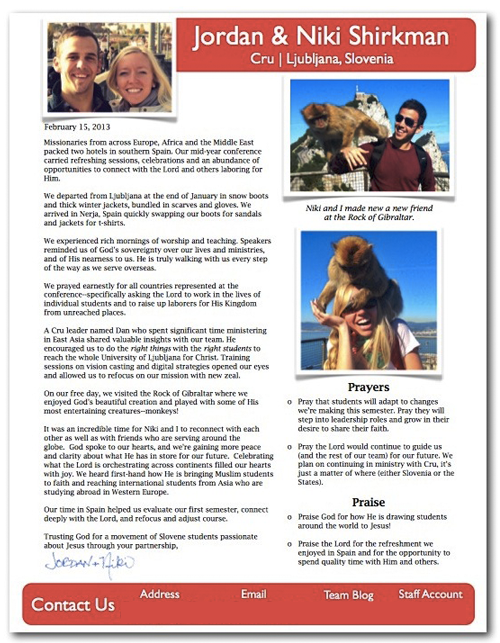 Jordan & Niki Shirkman
Cru | Ljubljana, Slovenia
February 15, 2013
Missionaries from across Europe, Africa and the Middle East
packed two hotels in southern Spain. Our mid-year conference
carried refreshing sessions, celebrations and an abundance of
opportunities to connect with the Lord and others laboring for
Him.
We departed from Ljubljana at the end of January in snow boots
and thick winter jackets, bundled in scarves and gloves. We
arrived in Nerja, Spain quickly swapping our boots for sandals
and jackets for t-shirts.
We experienced rich mornings of worship and teaching. Speakers
reminded us of God's sovereignty over our lives and ministries,
and of His nearness to us. He is truly walking with us every step
of the way as we serve overseas.
We prayed earnestly for all countries represented at the
conference--specifically asking the Lord to work in the lives of
individual students and to raise up laborers for His Kingdom
from unreached places.
A Cru leader named Dan who spent significant time ministering
in East Asia shared valuable insights with our team. He
encouraged us to do the right things with the right students to
reach the whole University of Ljubljana for Christ. Training
sessions on vision casting and digital strategies opened our eyes
and allowed us to refocus on our mission with new zeal.
On our free day, we visited the Rock of Gibraltar where we
enjoyed God's beautiful creation and played with some of His
most entertaining creatures--monkeys!
It was an incredible time for Niki and I to reconnect with each
other as well as with friends who are serving around the
globe. God spoke to our hearts, and we're gaining more peace
and clarity about what He has in store for our future. Celebrating
what the Lord is orchestrating across continents filled our hearts
with joy. We heard first-hand how He is bringing Muslim students
to faith and reaching international students from Asia who are
studying abroad in Western Europe.
Our time in Spain helped us evaluate our first semester, connect
deeply with the Lord, and refocus and adjust course.
Trusting God for a movement of Slovene students passionate
about Jesus through your partnership,
JORDAN + Niki
Niki and I made new a new friend
at the Rock of Gibraltar.
Prayers
o Pray that students will adapt to changes
we're making this semester. Pray they will
step into leadership roles and grow in their
desire to share their faith.
o Pray the Lord would continue to guide us
(and the rest of our team) for our future. We
plan on continuing in ministry with Cru, it's
just a matter of where (either Slovenia or the
States).
Praise
o Praise God for how He is drawing students
around the world to Jesus!
o Praise the Lord for the refreshment we
enjoyed in Spain and for the opportunity to
spend quality time with Him and others.
Contact Us
Address
Email
Team Blog
Staff Account